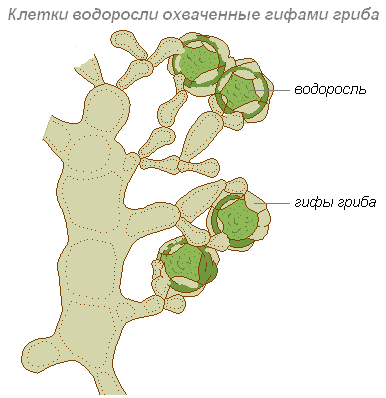 Клетки водоросли охваченные гифами гриба
водоросль
гифы гриба